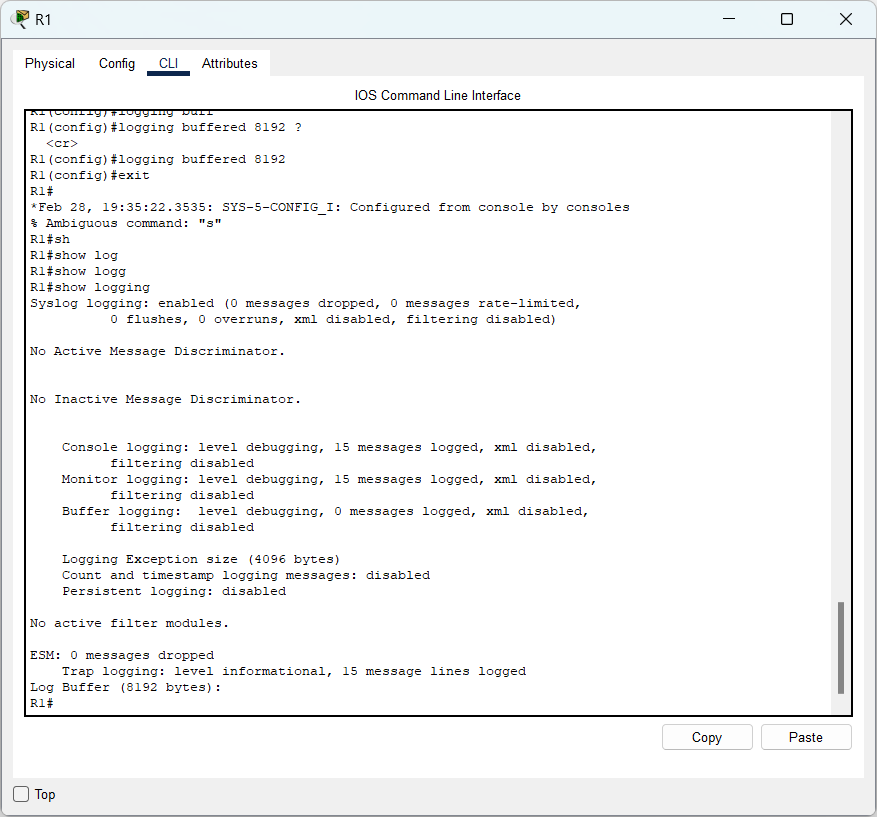 R1
Physical Config CLI Attributes
IOS Command Line Interface
R1(config)#logging buff
R1(config)#logging buffered 8192 ?
<cr>
R1(config)#logging buffered 8192
R1(config)#exit
R1#
*Feb 28, 19:35:22.3535: SYS-5-CONFIG_I: Configured from console by consoles
% Ambiguous command: "s"
R1#sh
R1#show log
R1#show logg
R1#show logging
Syslog logging: enabled (0 messages dropped, 0 messages rate-limited,
0 flushes, 0 overruns, xml disabled, filtering disabled)
No Active Message Discriminator.
No Inactive Message Discriminator.
Console logging: level debugging, 15 messages logged, xml disabled,
filtering disabled
Monitor logging: level debugging, 15 messages logged, xml disabled,
filtering disabled
Buffer logging:  level debugging, 0 messages logged, xml disabled,
filtering disabled
Logging Exception size (4096 bytes)
Count and timestamp logging messages: disabled
Persistent logging: disabled
No active filter modules.
ESM: 0 messages dropped
Trap logging: level informational, 15 message lines logged
Log Buffer (8192 bytes):
R1#
Copy Paste
Top